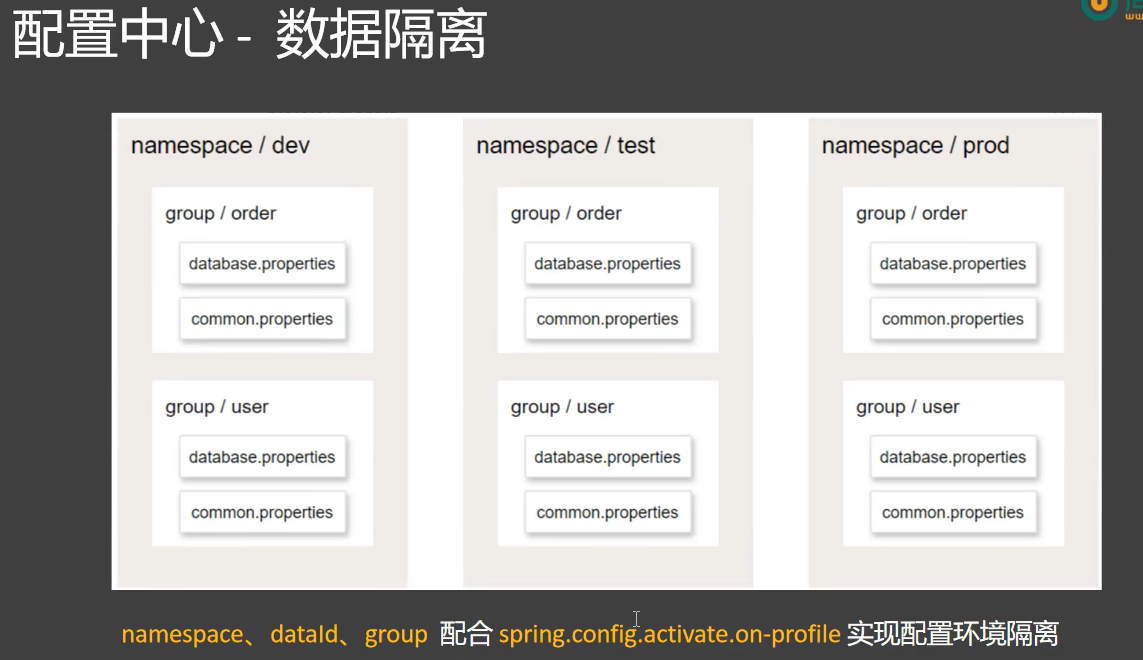 配置中心 - 数据隔离
namespace / dev
group / order
database.properties
common.properties
group / user
database.properties
common.properties
namespace / test
group / order
database.properties
common.properties
group / user
database.properties
common.properties
namespace / prod
group / order
database.properties
common.properties
group / user
database.properties
common.properties
namespace、dataId、group 配合 spring.config.activate.on-profile 实现配置环境隔离